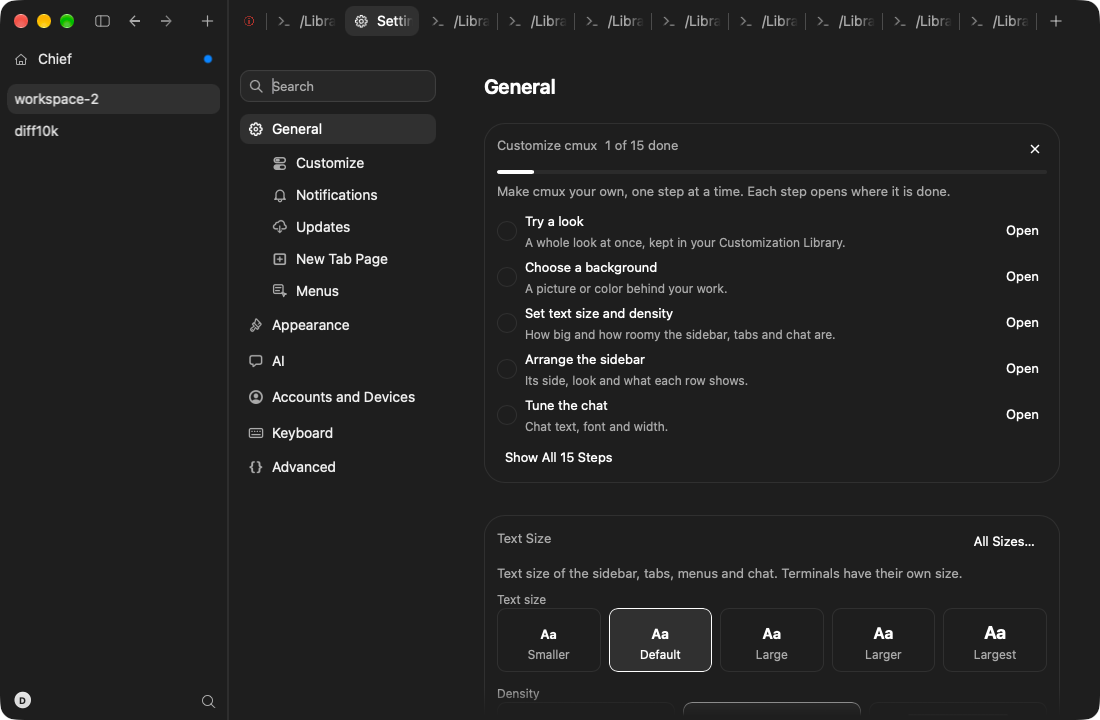 /Libra
Settin
/Libra
/Libra
/Libra
/Libra
/Libra
/Libra
/Libra
/Libra
Chief
workspace-2
diff10k
D
Search
General
Customize
Notifications
Updates
New Tab Page
Menus
Appearance
AI
Accounts and Devices
Keyboard
Advanced
General
Customize cmux 1 of 15 done
Make cmux your own, one step at a time. Each step opens where it is done.
Try a look
A whole look at once, kept in your Customization Library.
Open
Choose a background
A picture or color behind your work.
Open
Set text size and density
How big and how roomy the sidebar, tabs and chat are.
Open
Arrange the sidebar
Its side, look and what each row shows.
Open
Tune the chat
Chat text, font and width.
Open
Show All 15 Steps
Text Size
All Sizes...
Text size of the sidebar, tabs, menus and chat. Terminals have their own size.
Text size
Aa
Smaller
Aa
Default
Aa
Large
Aa
Larger
Aa
Largest
Density